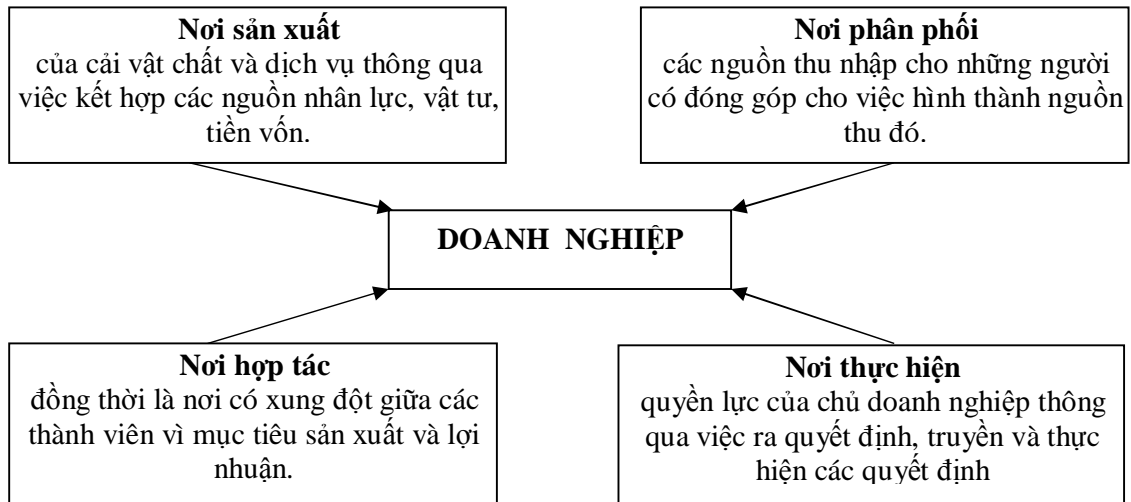 Nơi sản xuất
của cải vật chất và dịch vụ thông qua
việc kết hợp các nguồn nhân lực, vật tư,
tiền vốn.
Nơi phân phối
các nguồn thu nhập cho những người
có đóng góp cho việc hình thành nguồn
thu đó.
DOANH NGHIỆP
Nơi hợp tác
đồng thời là nơi có xung đột giữa các
thành viên vì mục tiêu sản xuất và lợi
nhuận.
Nơi thực hiện
quyền lực của chủ doanh nghiệp thông
qua việc ra quyết định, truyền và thực
hiện các quyết định